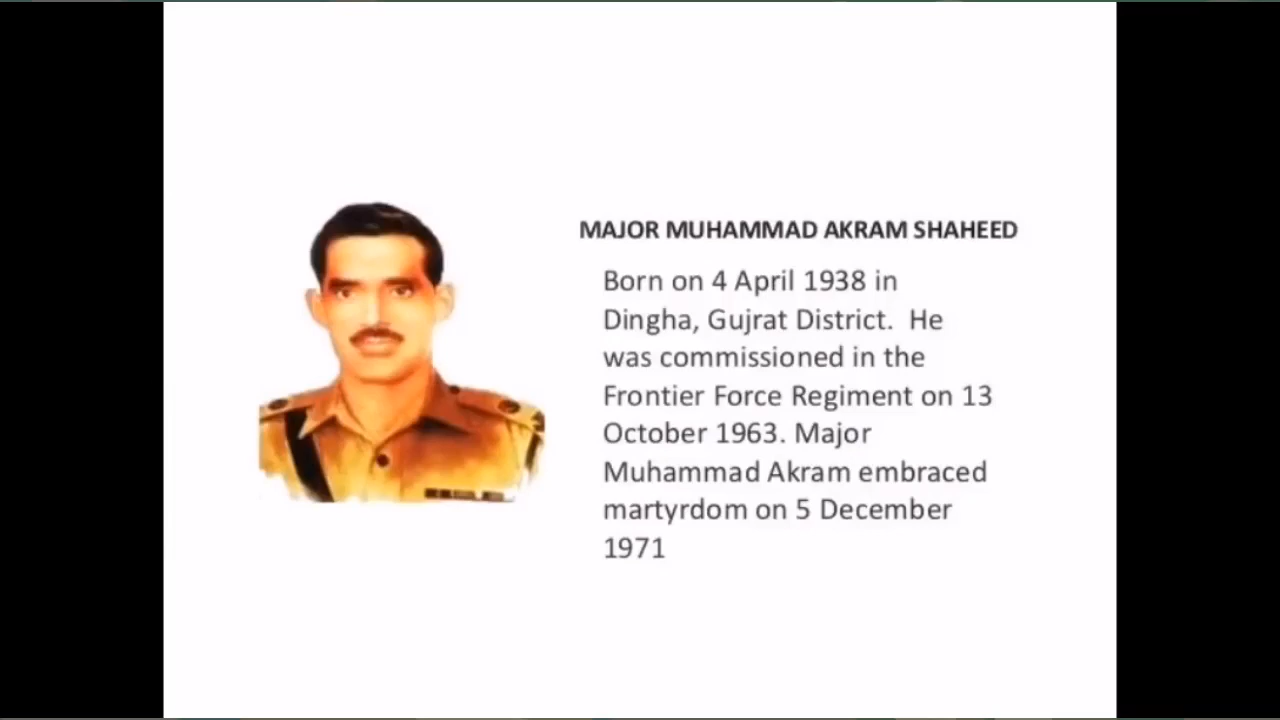 MAJOR MUHAMMAD AKRAM SHAHEED
Born on 4 April 1938 in
Dingha, Gujrat District.  He
was commissioned in the
Frontier Force Regiment on 13
October 1963. Major
Muhammad Akram embraced
martyrdom on 5 December
1971